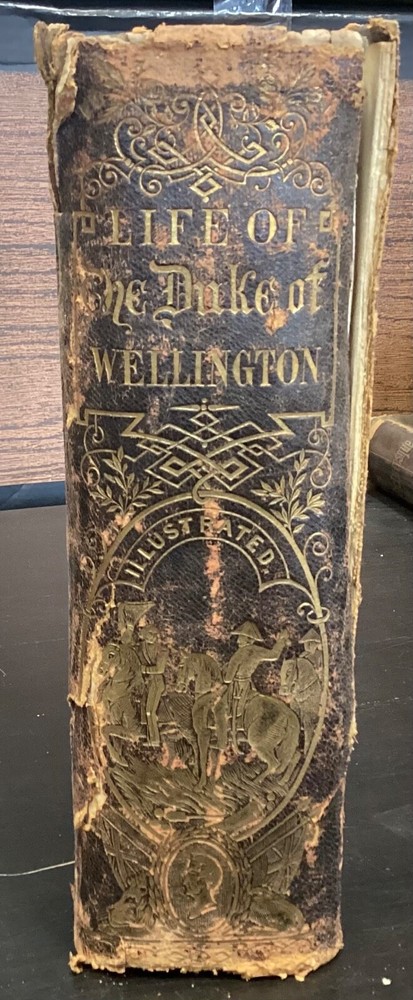 LIFE OF
The Duke of
WELLINGTON
ILLUSTRATED.